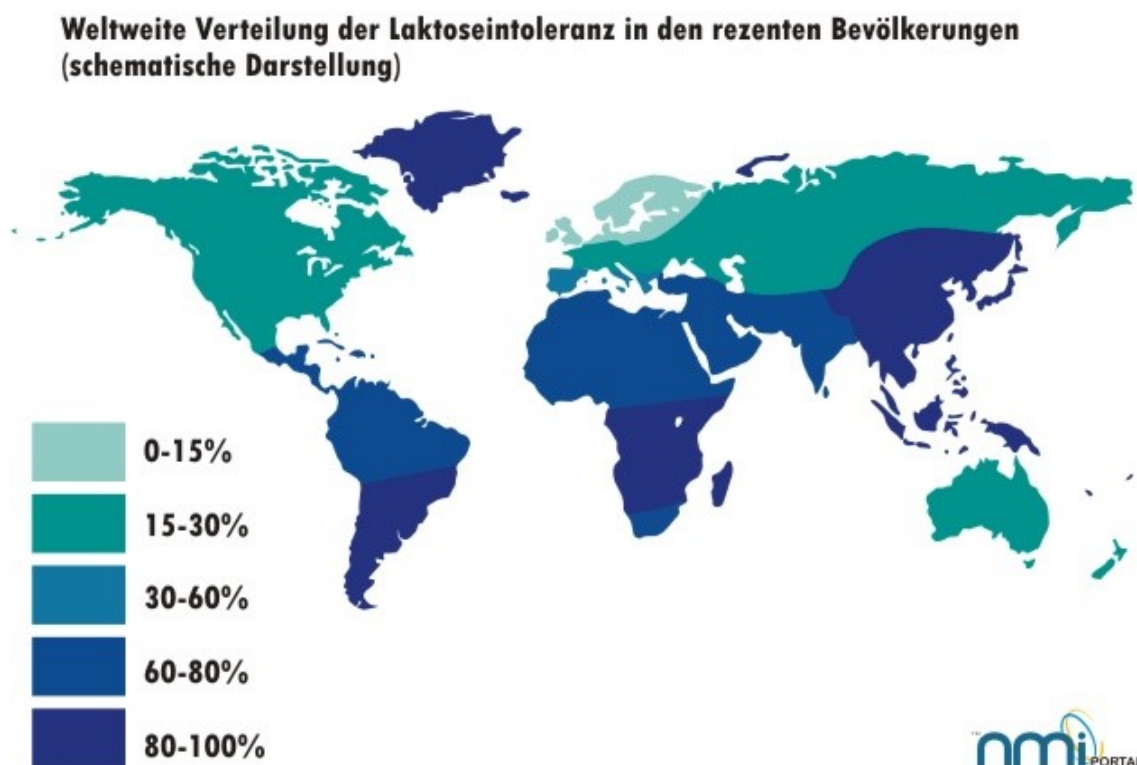 Weltweite Verteilung der Laktoseintoleranz in den rezenten Bevölkerungen
(schematische Darstellung)
0-15%
15-30%
30-60%
60-80%
80-100%
nmi PORTAL